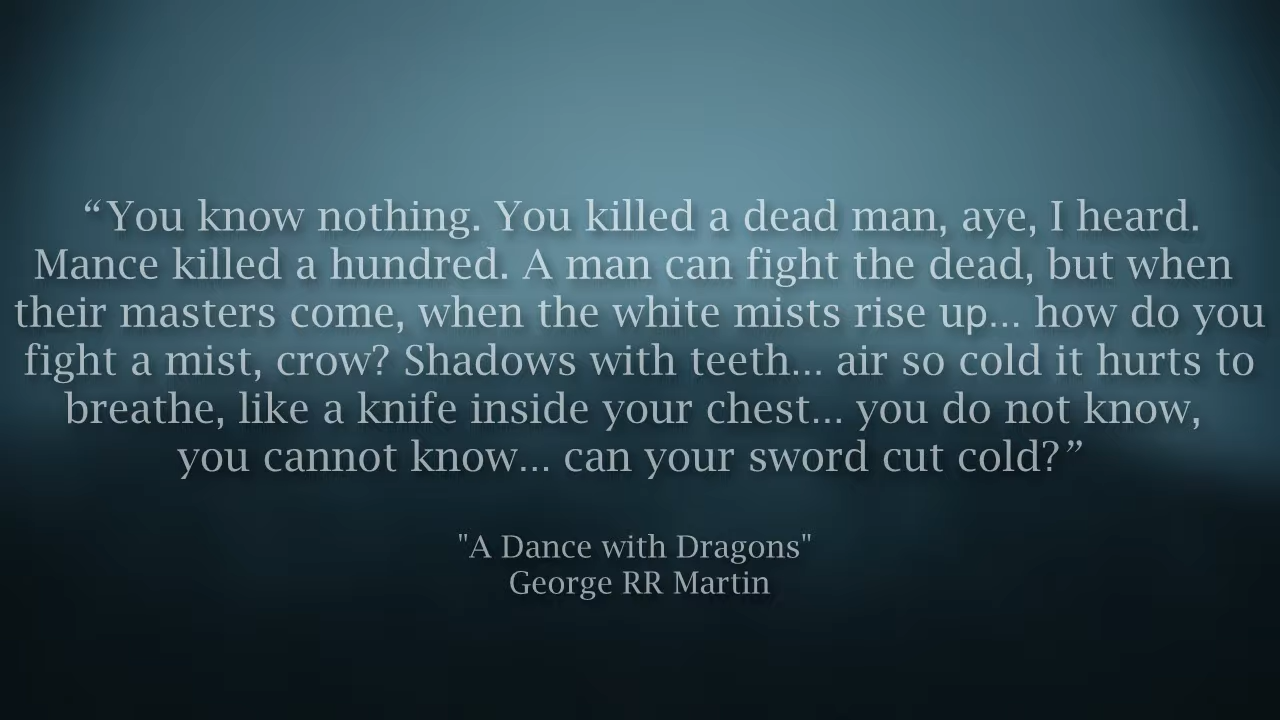 “You know nothing. You killed a dead man, aye, I heard.
Mance killed a hundred. A man can fight the dead, but when
their masters come, when the white mists rise up... how do you
fight a mist, crow? Shadows with teeth... air so cold it hurts to
breathe, like a knife inside your chest... you do not know,
you cannot know... can your sword cut cold?”
"A Dance with Dragons"
George RR Martin